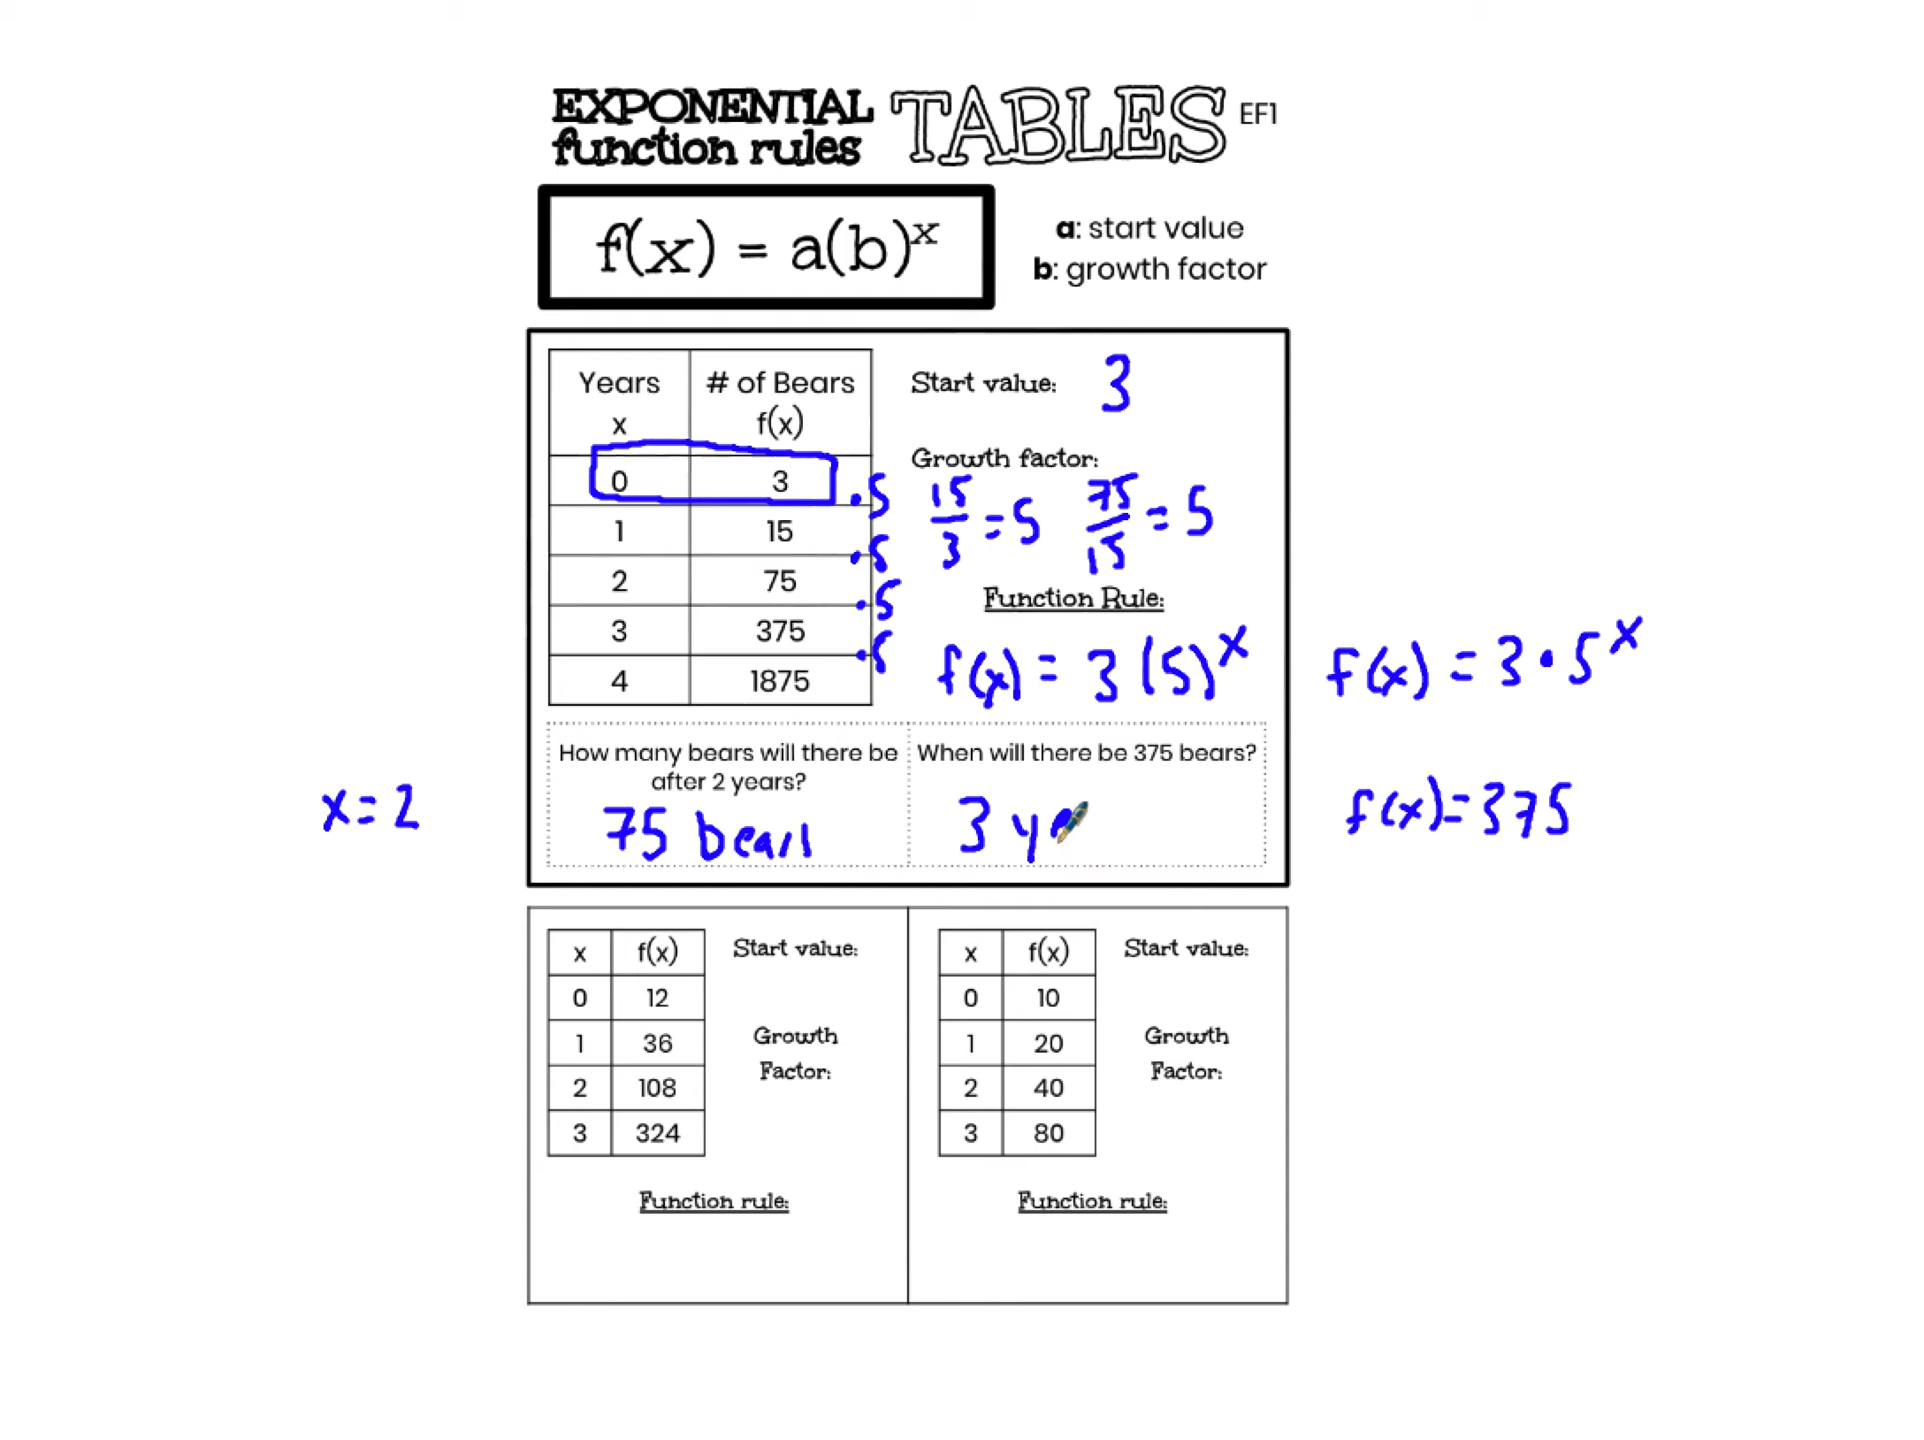 EXPONENTIAL
function rules
TABLES
EF1
f(x) = a(b)^x
a: start value
b: growth factor
Years x | # of Bears f(x)
0 | 3
1 | 15
2 | 75
3 | 375
4 | 1875
·5
·5
·5
·5
Start value: 3
Growth factor:
15/3 = 5 75/15 = 5
Function Rule:
f(x) = 3(5)^x
f(x) = 3·5^x
How many bears will there be
after 2 years?
x = 2
75 bears
When will there be 375 bears?
3 ye
f(x) = 375
x | f(x)
0 | 12
1 | 36
2 | 108
3 | 324
Start value:
Growth
Factor:
Function rule:
x | f(x)
0 | 10
1 | 20
2 | 40
3 | 80
Start value:
Growth
Factor:
Function rule: